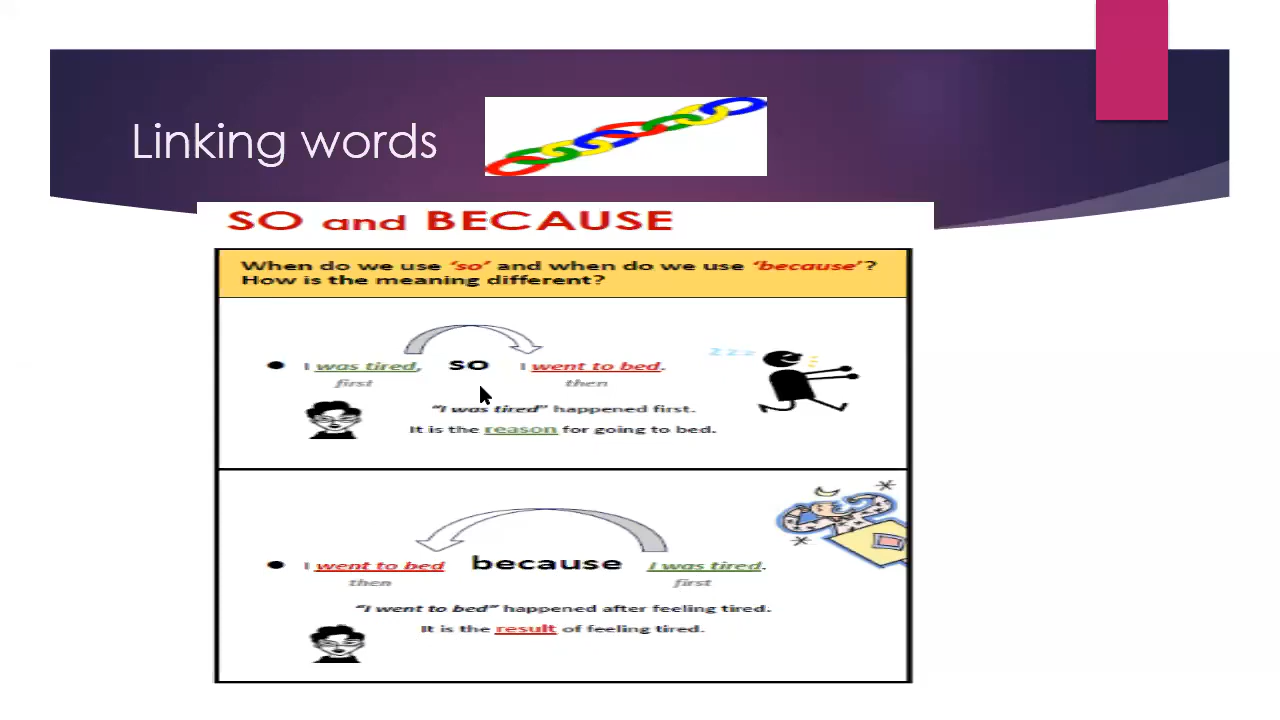 Linking words
SO and BECAUSE
When do we use 'so' and when do we use 'because'?
How is the meaning different?
I was tired, so I went to bed.
first then
"I was tired" happened first.
It is the reason for going to bed.
z z z
I went to bed because I was tired.
then first
"I went to bed" happened after feeling tired.
It is the result of feeling tired.